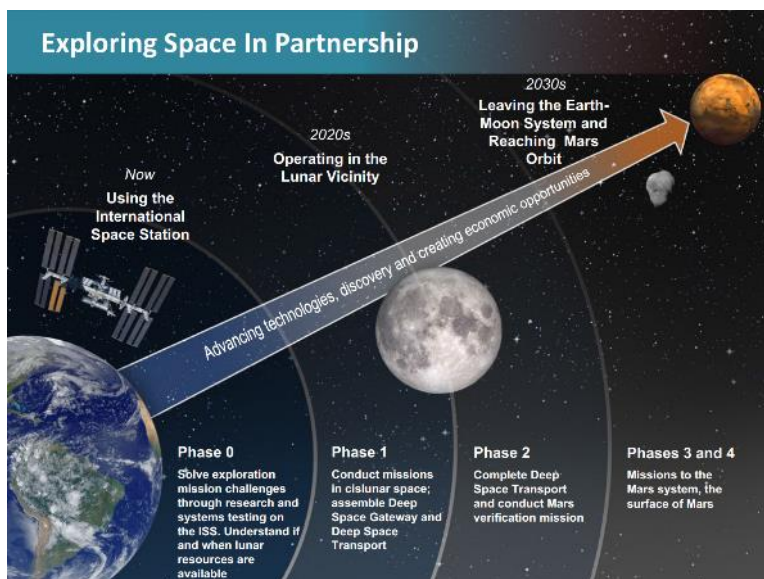 Exploring Space In Partnership
Now
Using the
International
Space Station
2020s
Operating in the
Lunar Vicinity
2030s
Leaving the Earth-
Moon System and
Reaching Mars
Orbit
Advancing technologies, discovery and creating economic opportunities
Phase 0
Solve exploration
mission challenges
through research and
systems testing on
the ISS. Understand if
and when lunar
resources are
available
Phase 1
Conduct missions
in cislunar space;
assemble Deep
Space Gateway and
Deep Space
Transport
Phase 2
Complete Deep
Space Transport
and conduct Mars
verification mission
Phases 3 and 4
Missions to the
Mars system, the
surface of Mars